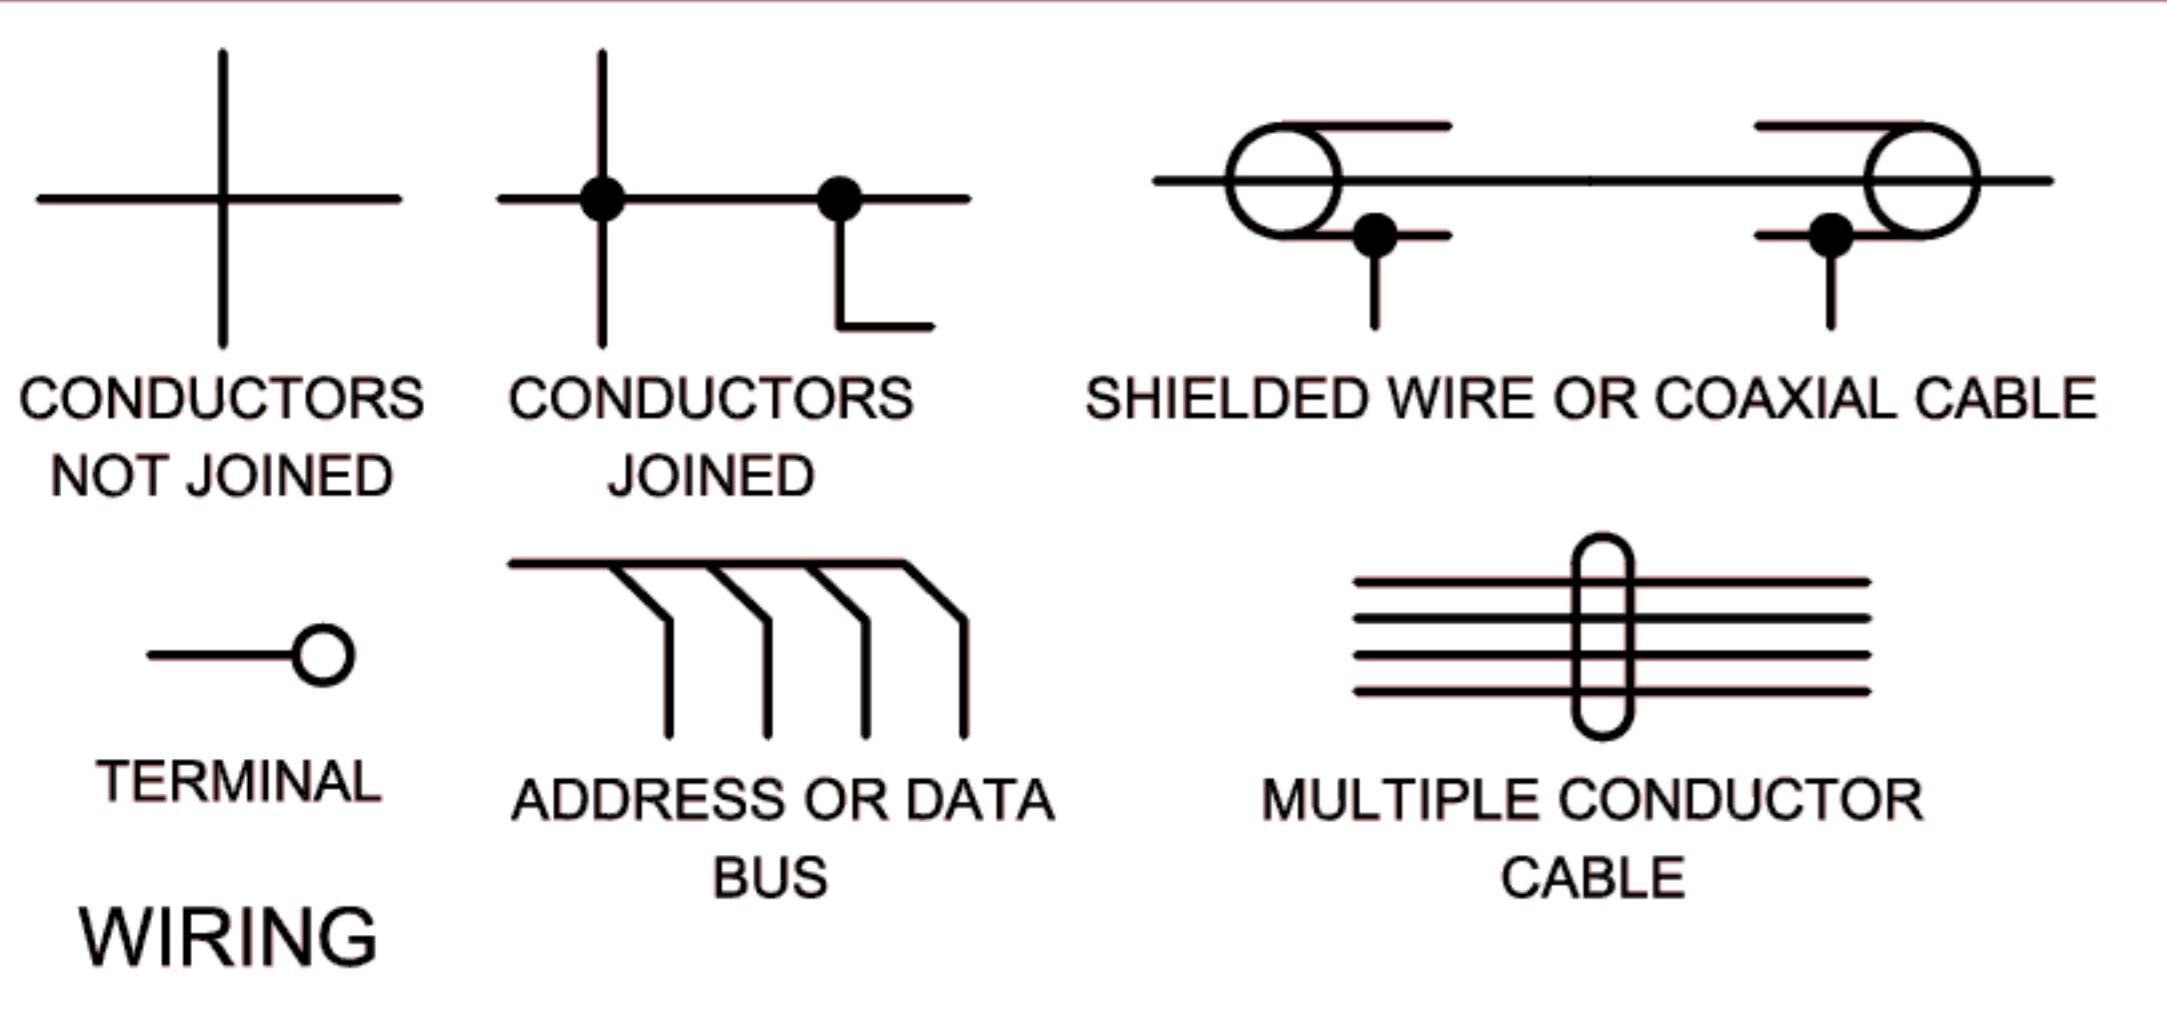 CONDUCTORS
NOT JOINED
CONDUCTORS
JOINED
SHIELDED WIRE OR COAXIAL CABLE
TERMINAL
ADDRESS OR DATA
BUS
MULTIPLE CONDUCTOR
CABLE
WIRING